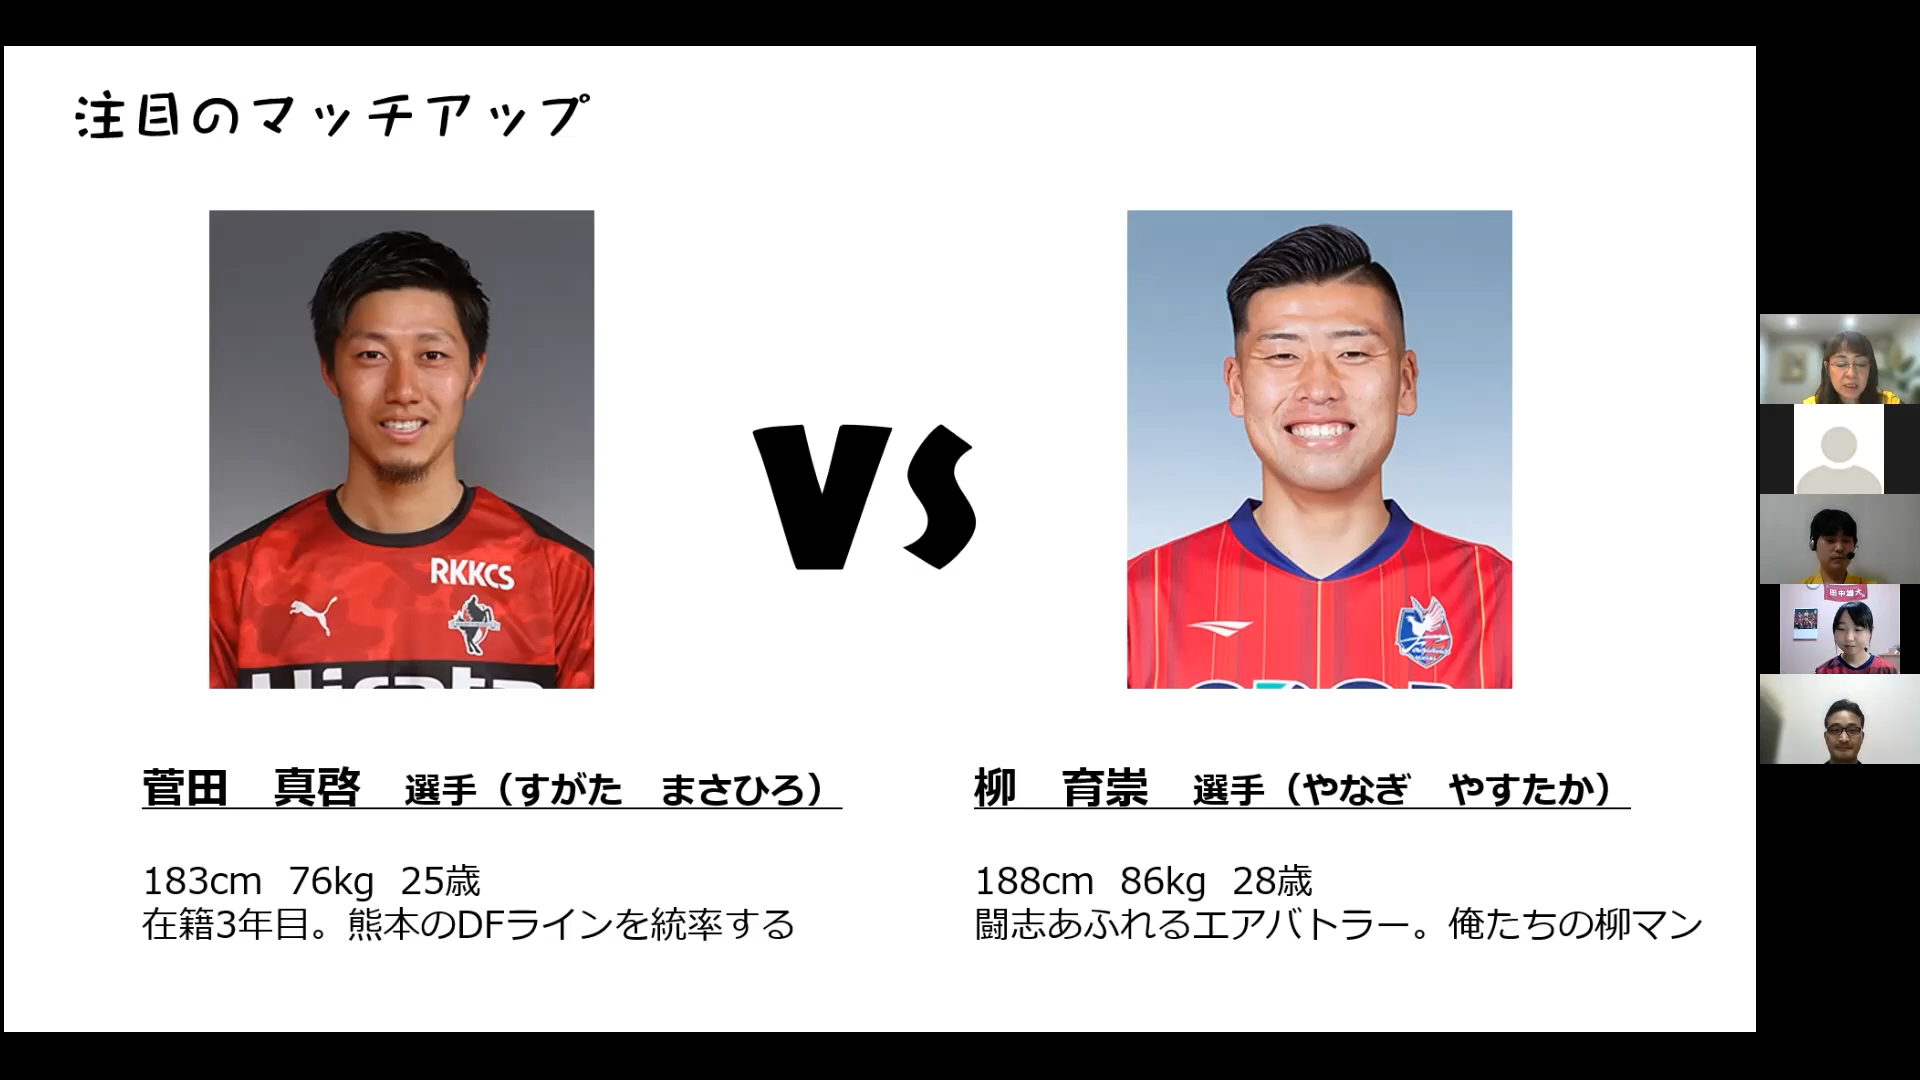 注目のマッチアップ
VS
RKKCS
菅田　真啓　選手（すがた　まさひろ）
183cm 76kg 25歳
在籍3年目。熊本のDFラインを統率する
柳　育崇　選手（やなぎ　やすたか）
188cm 86kg 28歳
闘志あふれるエアバトラー。俺たちの柳マン